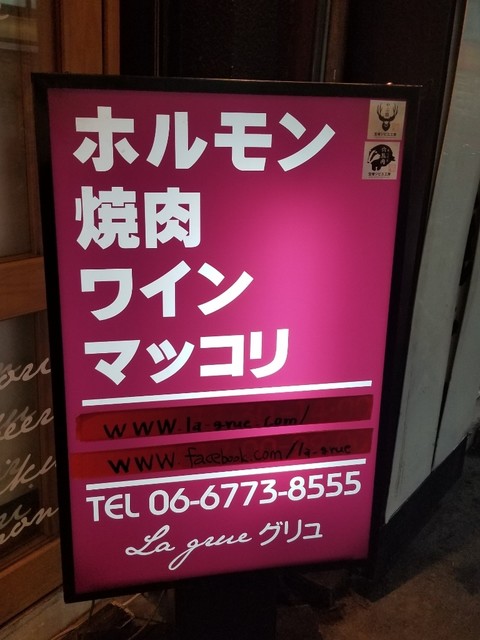 ホルモン
焼肉
ワイン
マッコリ
www.la-grue.com/
www.facebook.com/la-grue
TEL 06-6773-8555
La grue グリュ